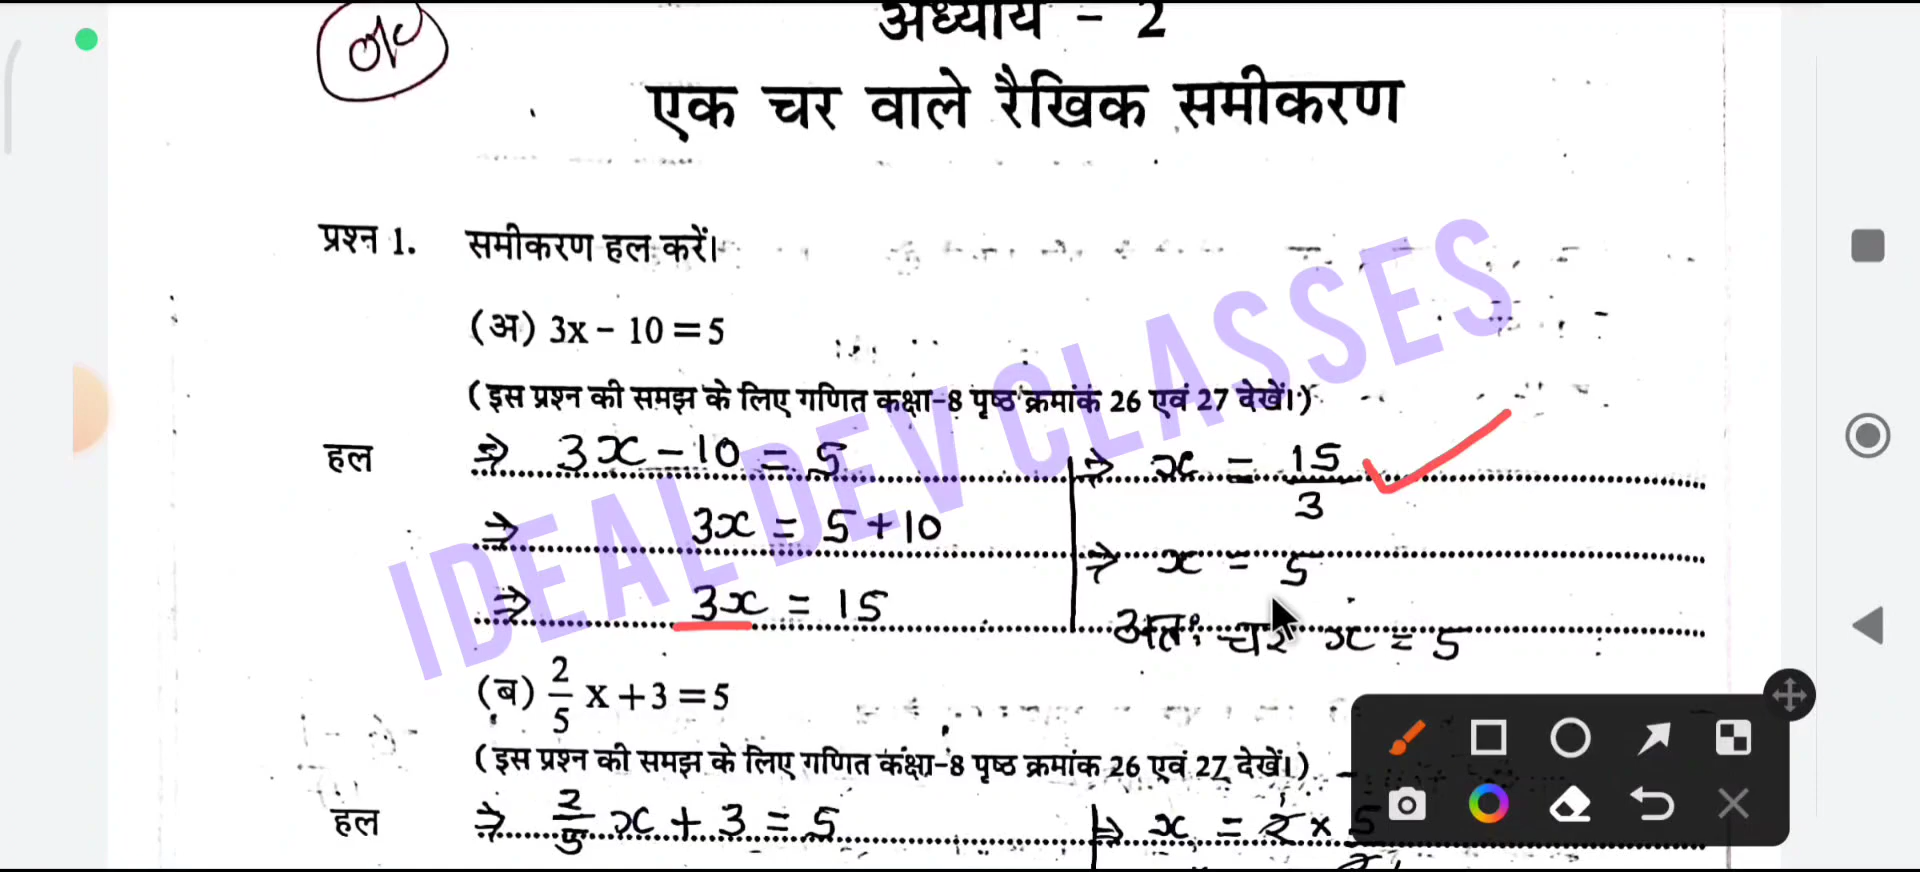 अध्याय - 2
एक चर वाले रैखिक समीकरण
प्रश्न 1. समीकरण हल करें।
(अ) 3x - 10 = 5
(इस प्रश्न की समझ के लिए गणित कक्षा-8 पृष्ठ क्रमांक 26 एवं 27 देखें।)
हल ⇒ 3x - 10 = 5
⇒ 3x = 5 + 10
⇒ 3x = 15
⇒ x = 15/3
⇒ x = 5
अतः चर x = 5
IDEAL DEV CLASSES
(ब) 2/5 x + 3 = 5
(इस प्रश्न की समझ के लिए गणित कक्षा-8 पृष्ठ क्रमांक 26 एवं 27 देखें।)
हल ⇒ 2/5 x + 3 = 5
⇒ x = 2 × 5/2